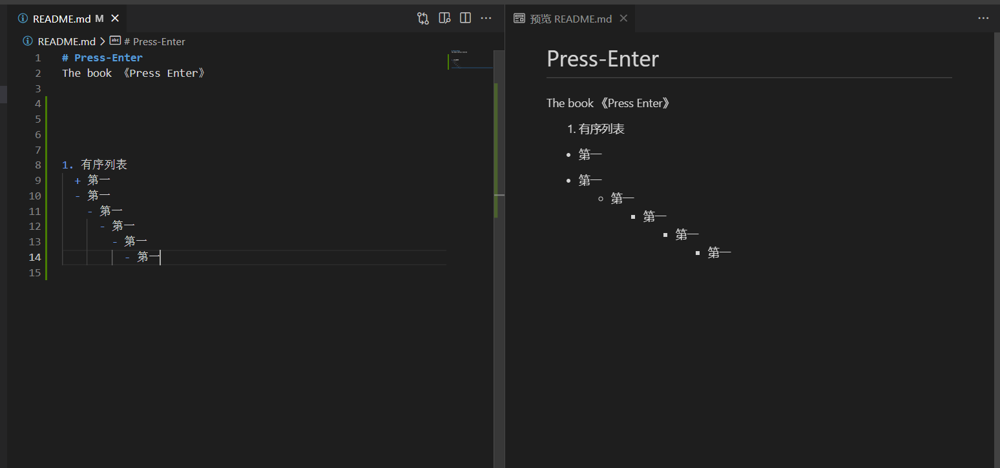 README.md M
README.md > # Press-Enter
1 # Press-Enter
2 The book 《Press Enter》
3
4
5
6
7
8 1. 有序列表
9 + 第一
10 - 第一
11 - 第一
12 - 第一
13 - 第一
14 - 第一
15
预览 README.md
Press-Enter
The book 《Press Enter》
1. 有序列表
• 第一
• 第一
◦ 第一
▪ 第一
▪ 第一
▪ 第一